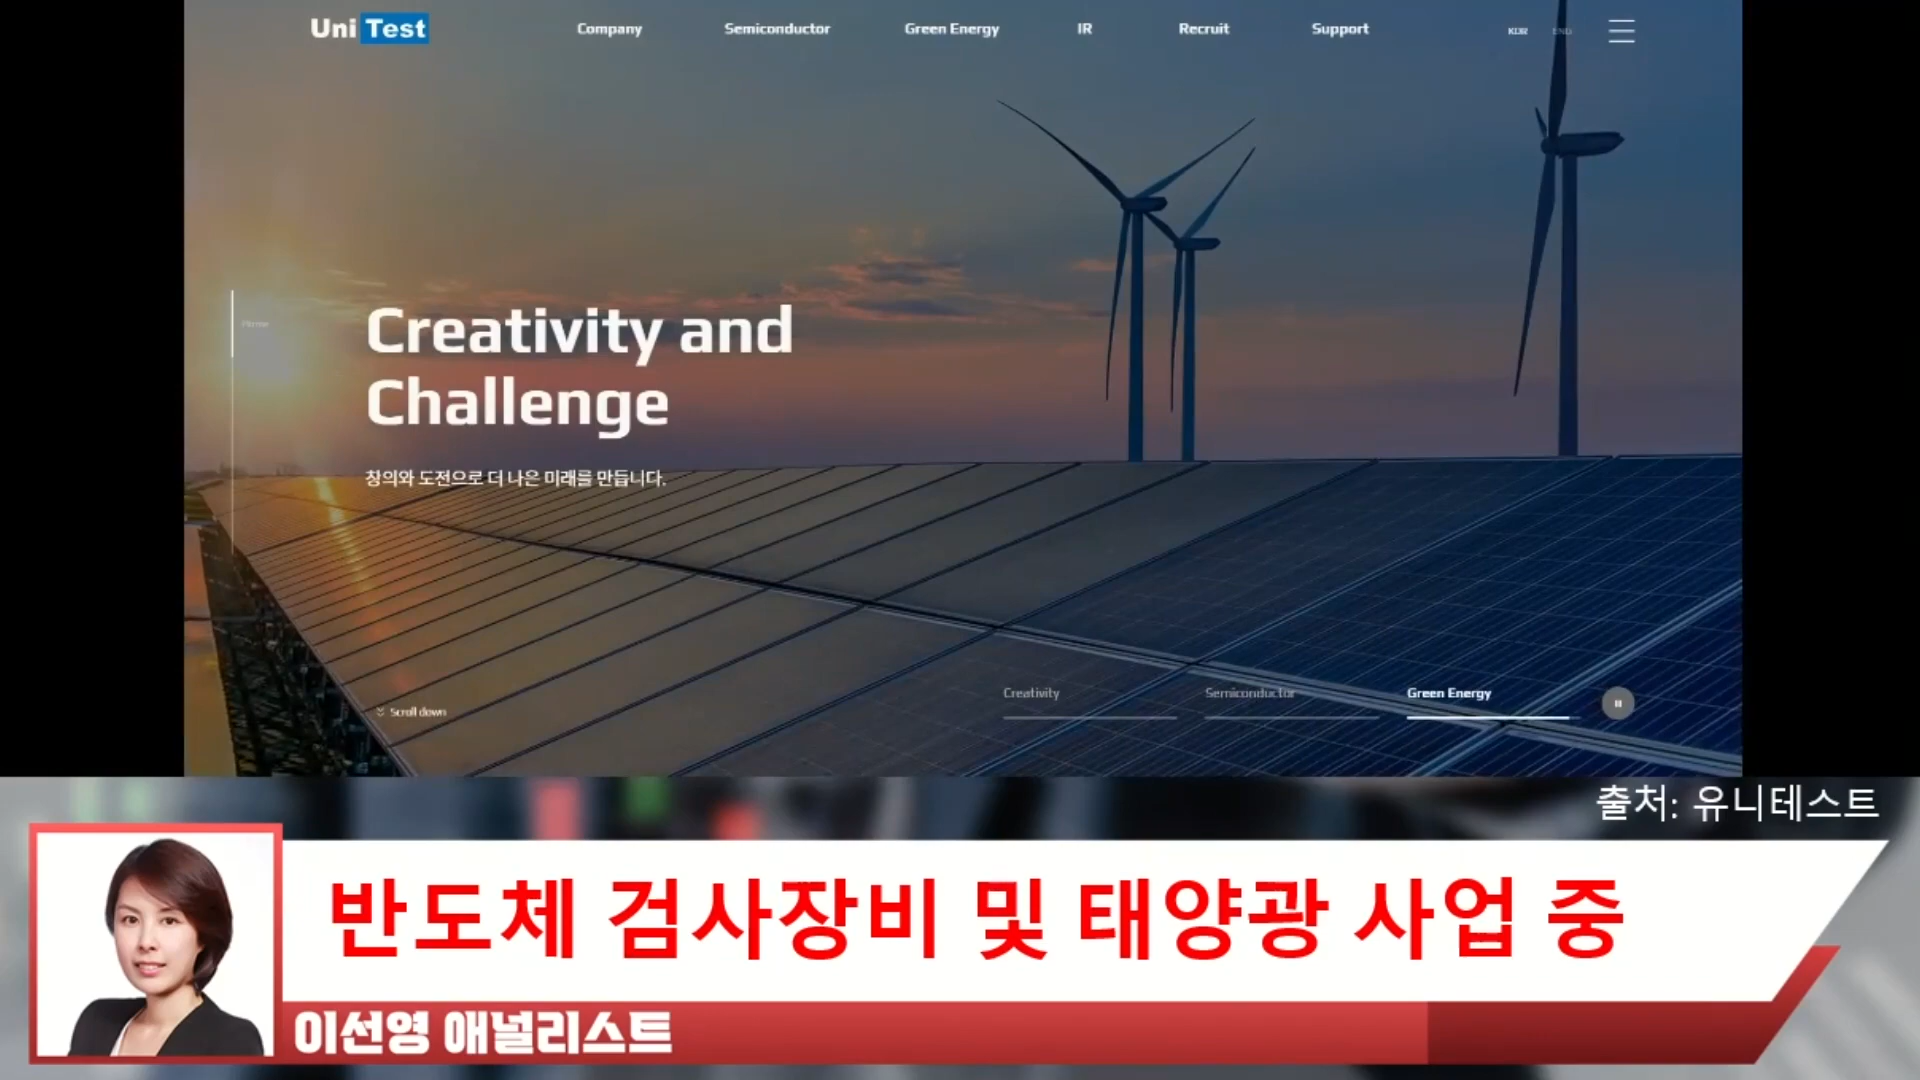 Uni Test
Company Semiconductor Green Energy IR Recruit Support KOR ENG
Home
Creativity and
Challenge
창의와 도전으로 더 나은 미래를 만듭니다.
Creativity Semiconductor Green Energy
Scroll down
출처: 유니테스트
반도체 검사장비 및 태양광 사업 중
이선영 애널리스트